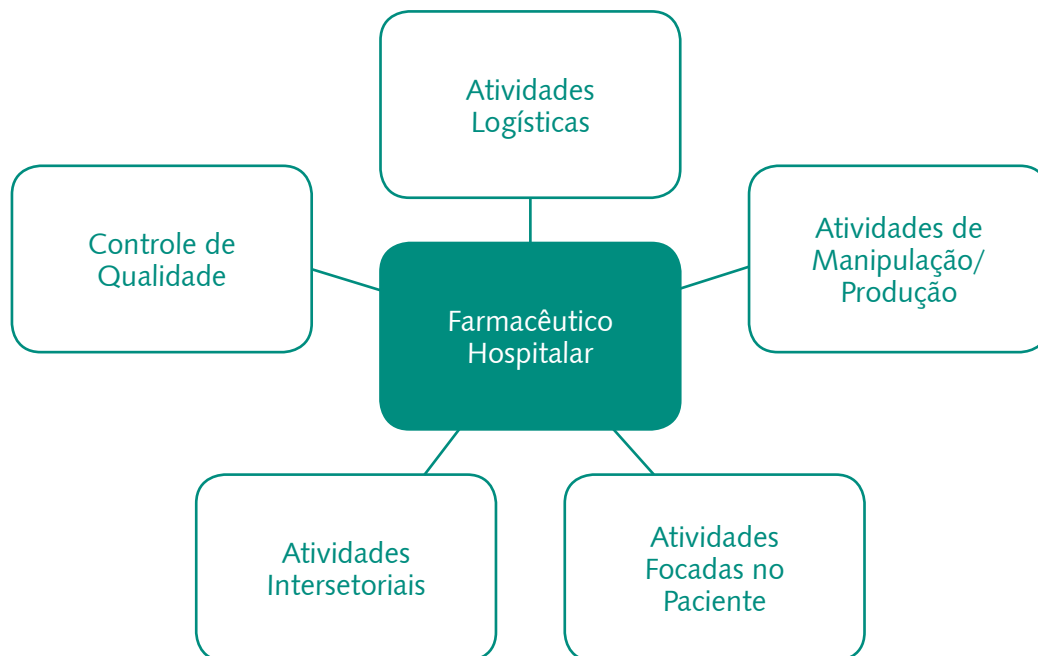 Atividades
Logísticas
Controle de
Qualidade
Atividades de
Manipulação/
Produção
Farmacêutico
Hospitalar
Atividades
Intersetoriais
Atividades
Focadas no
Paciente